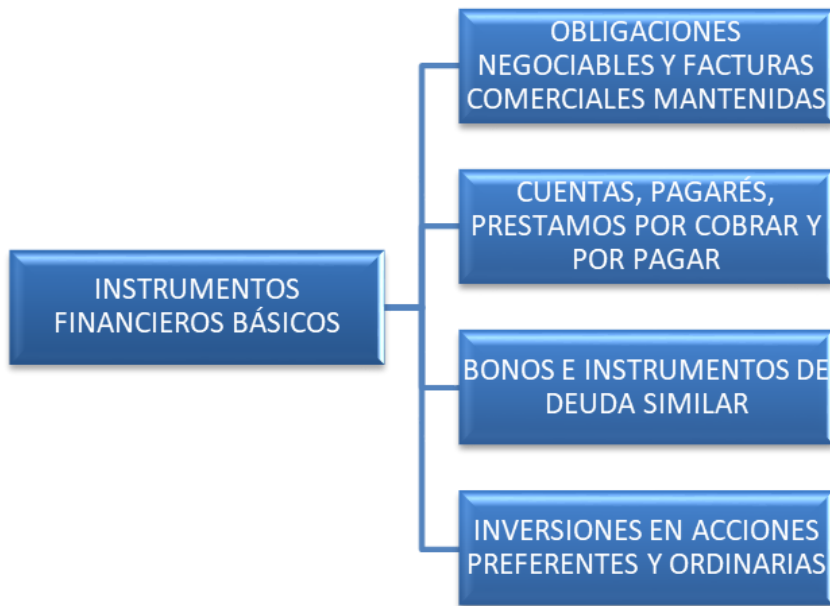 OBLIGACIONES
NEGOCIABLES Y FACTURAS
COMERCIALES MANTENIDAS
CUENTAS, PAGARÉS,
PRESTAMOS POR COBRAR Y
POR PAGAR
INSTRUMENTOS
FINANCIEROS BÁSICOS
BONOS E INSTRUMENTOS DE
DEUDA SIMILAR
INVERSIONES EN ACCIONES
PREFERENTES Y ORDINARIAS